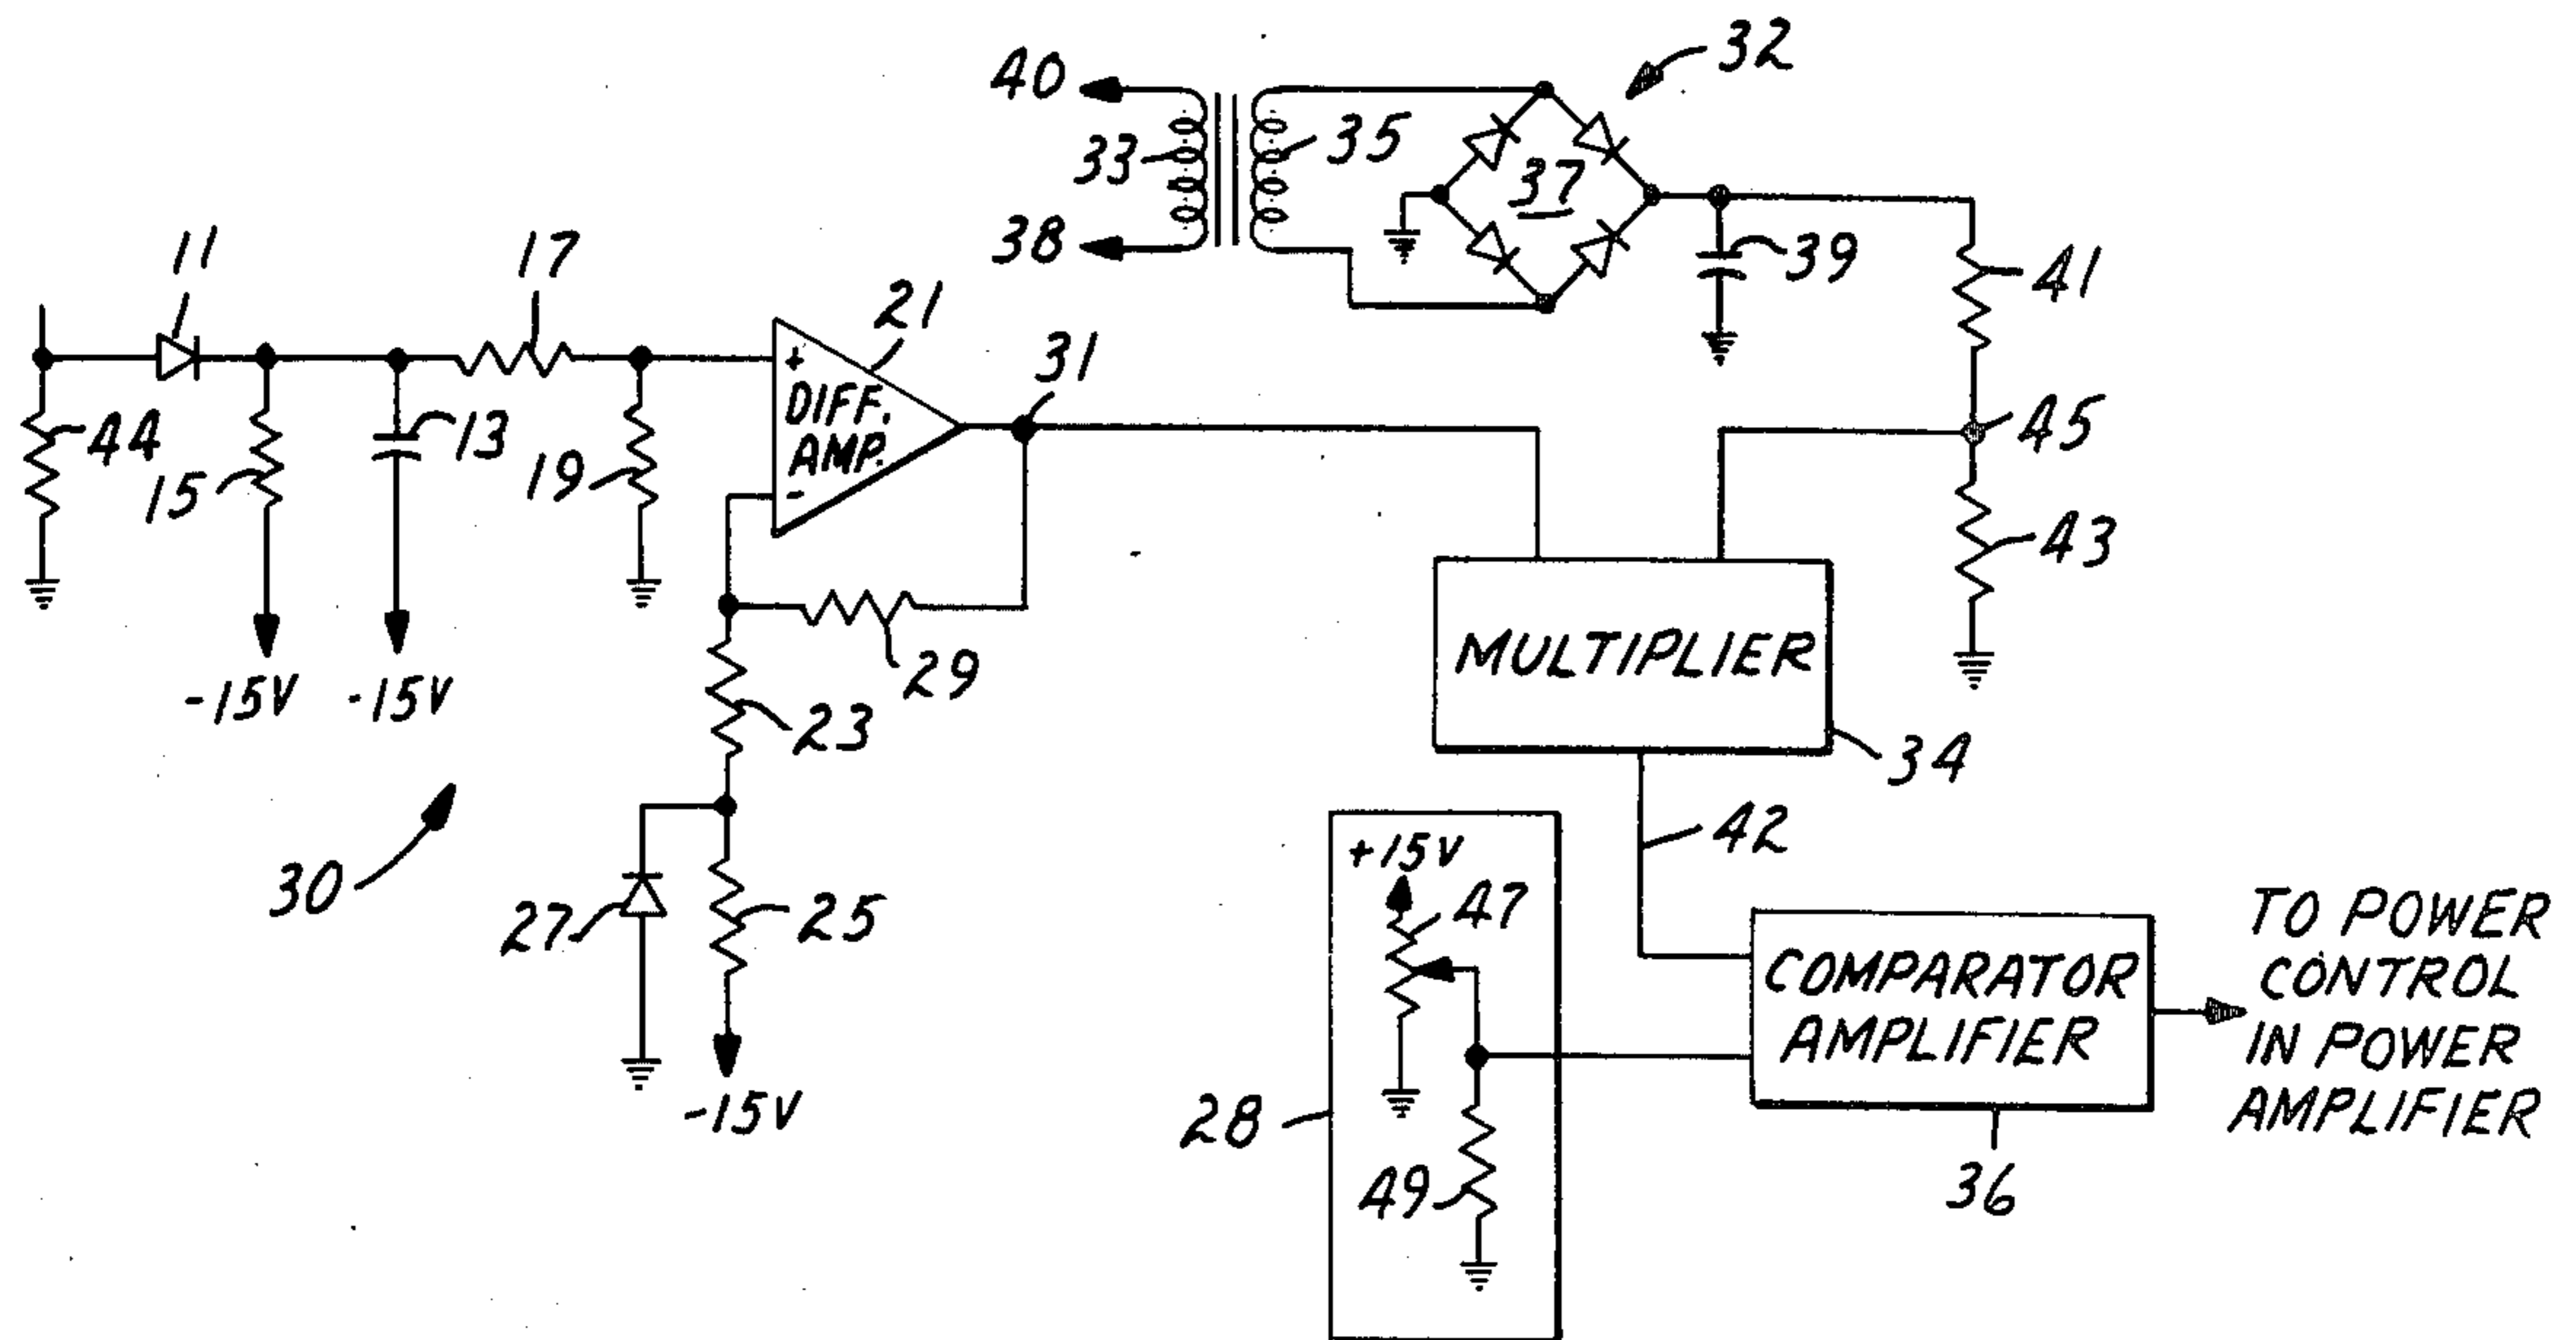 32
40
33
35
37
38
39
41
11
17
21
31
+
DIFF.
AMP.
-
44
15
13
19
45
43
-15V
-15V
29
23
MULTIPLIER
34
30
42
+15V
47
27
25
-15V
28
49
COMPARATOR
AMPLIFIER
36
TO POWER
CONTROL
IN POWER
AMPLIFIER